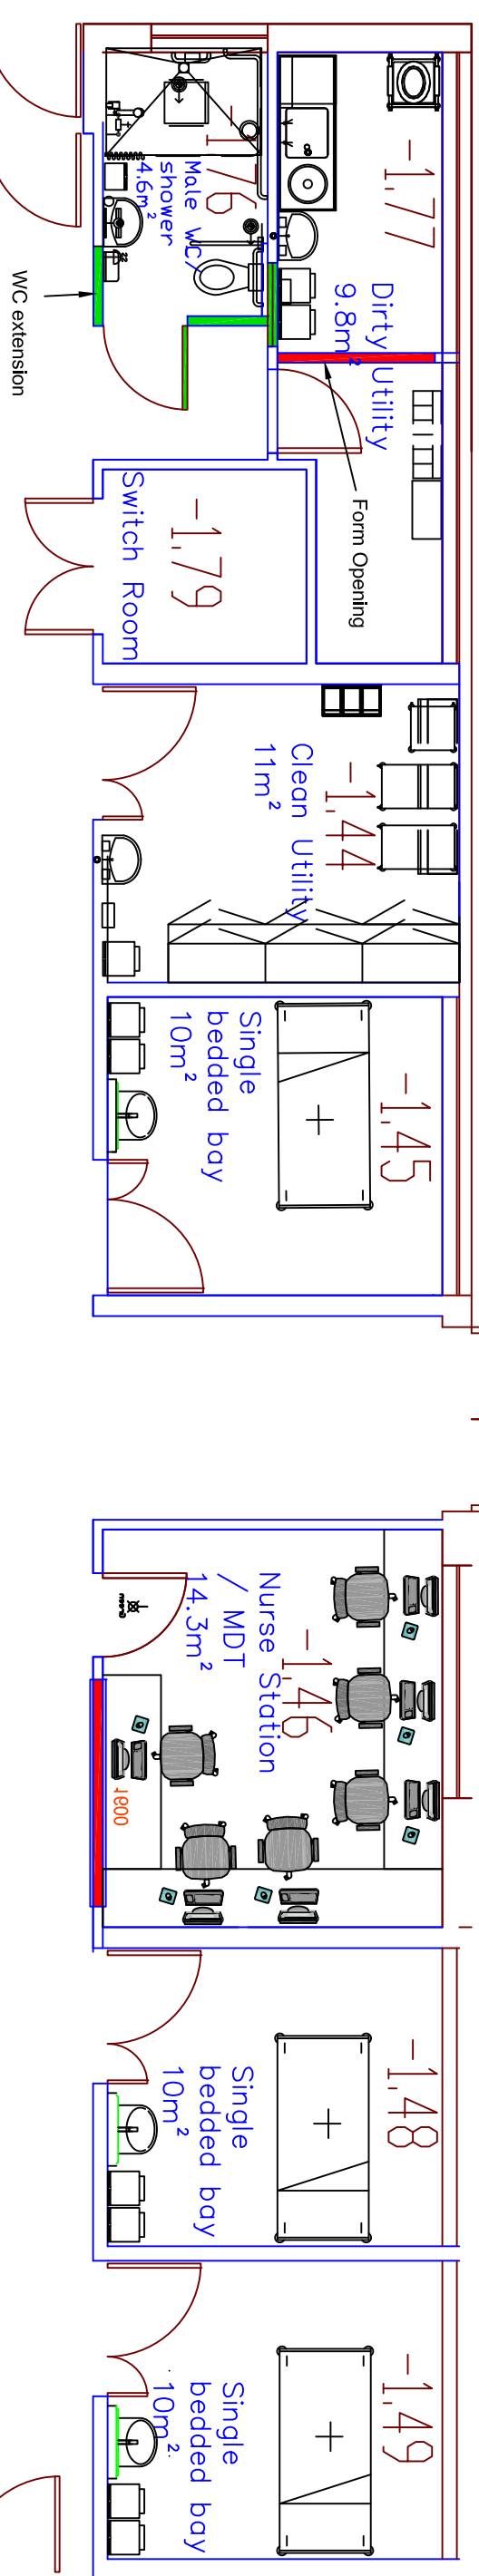 -1,77
Dirty Utility
9.8m²
-1,76
Male WC/
shower
4.6m²
WC extension
Form Opening
-1,79
Switch Room
-1,44
Clean Utility
11m²
-1,45
Single
bedded bay
10m²
-1,46
Nurse Station
/ MDT
14.3m²
1600
-1,48
Single
bedded bay
10m²
-1,49
Single
bedded bay
10m²